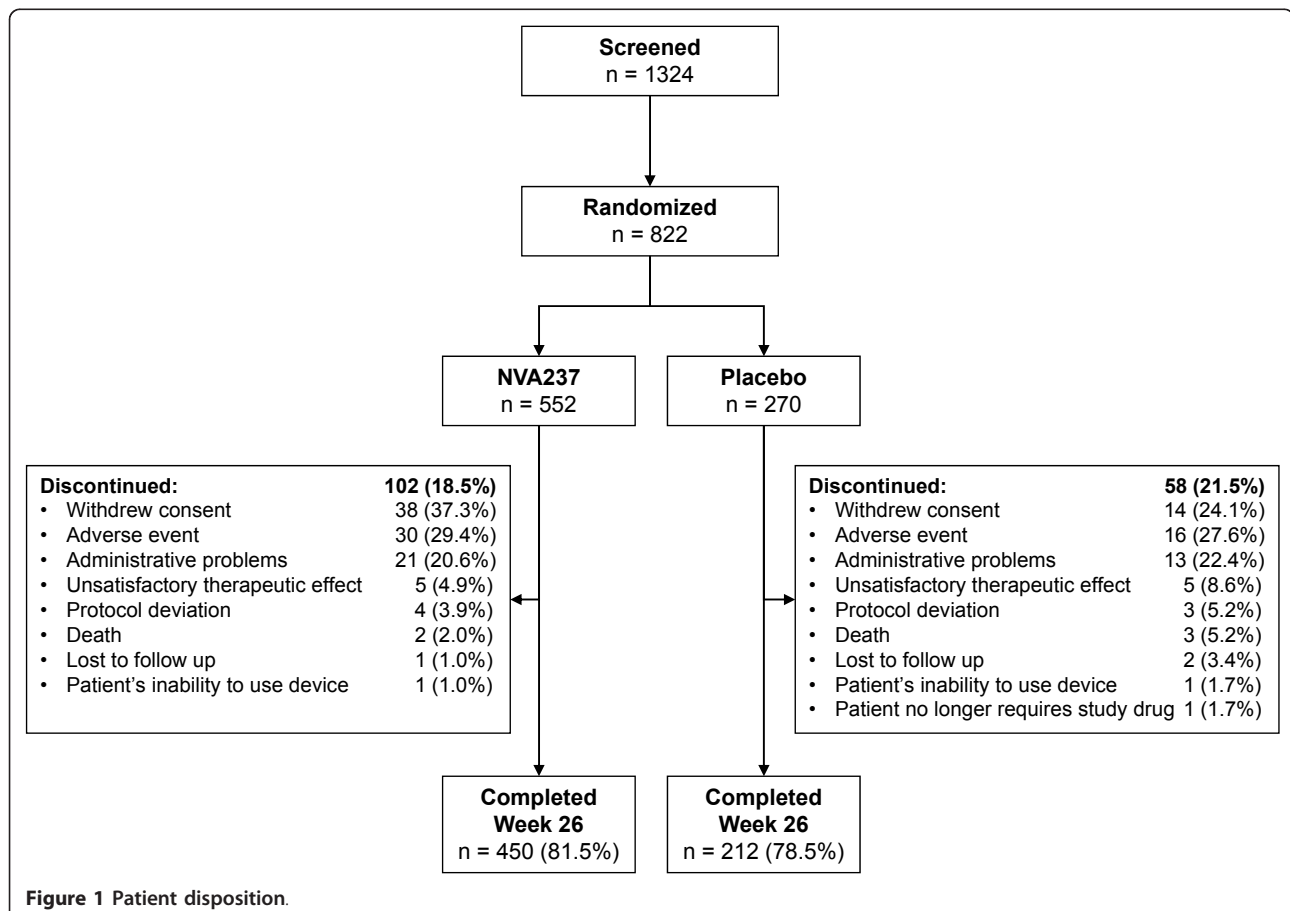 Screened
n = 1324
Randomized
n = 822
NVA237
n = 552
Placebo
n = 270
Discontinued: 102 (18.5%)
• Withdrew consent 38 (37.3%)
• Adverse event 30 (29.4%)
• Administrative problems 21 (20.6%)
• Unsatisfactory therapeutic effect 5 (4.9%)
• Protocol deviation 4 (3.9%)
• Death 2 (2.0%)
• Lost to follow up 1 (1.0%)
• Patient's inability to use device 1 (1.0%)
Discontinued: 58 (21.5%)
• Withdrew consent 14 (24.1%)
• Adverse event 16 (27.6%)
• Administrative problems 13 (22.4%)
• Unsatisfactory therapeutic effect 5 (8.6%)
• Protocol deviation 3 (5.2%)
• Death 3 (5.2%)
• Lost to follow up 2 (3.4%)
• Patient's inability to use device 1 (1.7%)
• Patient no longer requires study drug 1 (1.7%)
Completed
Week 26
n = 450 (81.5%)
Completed
Week 26
n = 212 (78.5%)
Figure 1 Patient disposition.